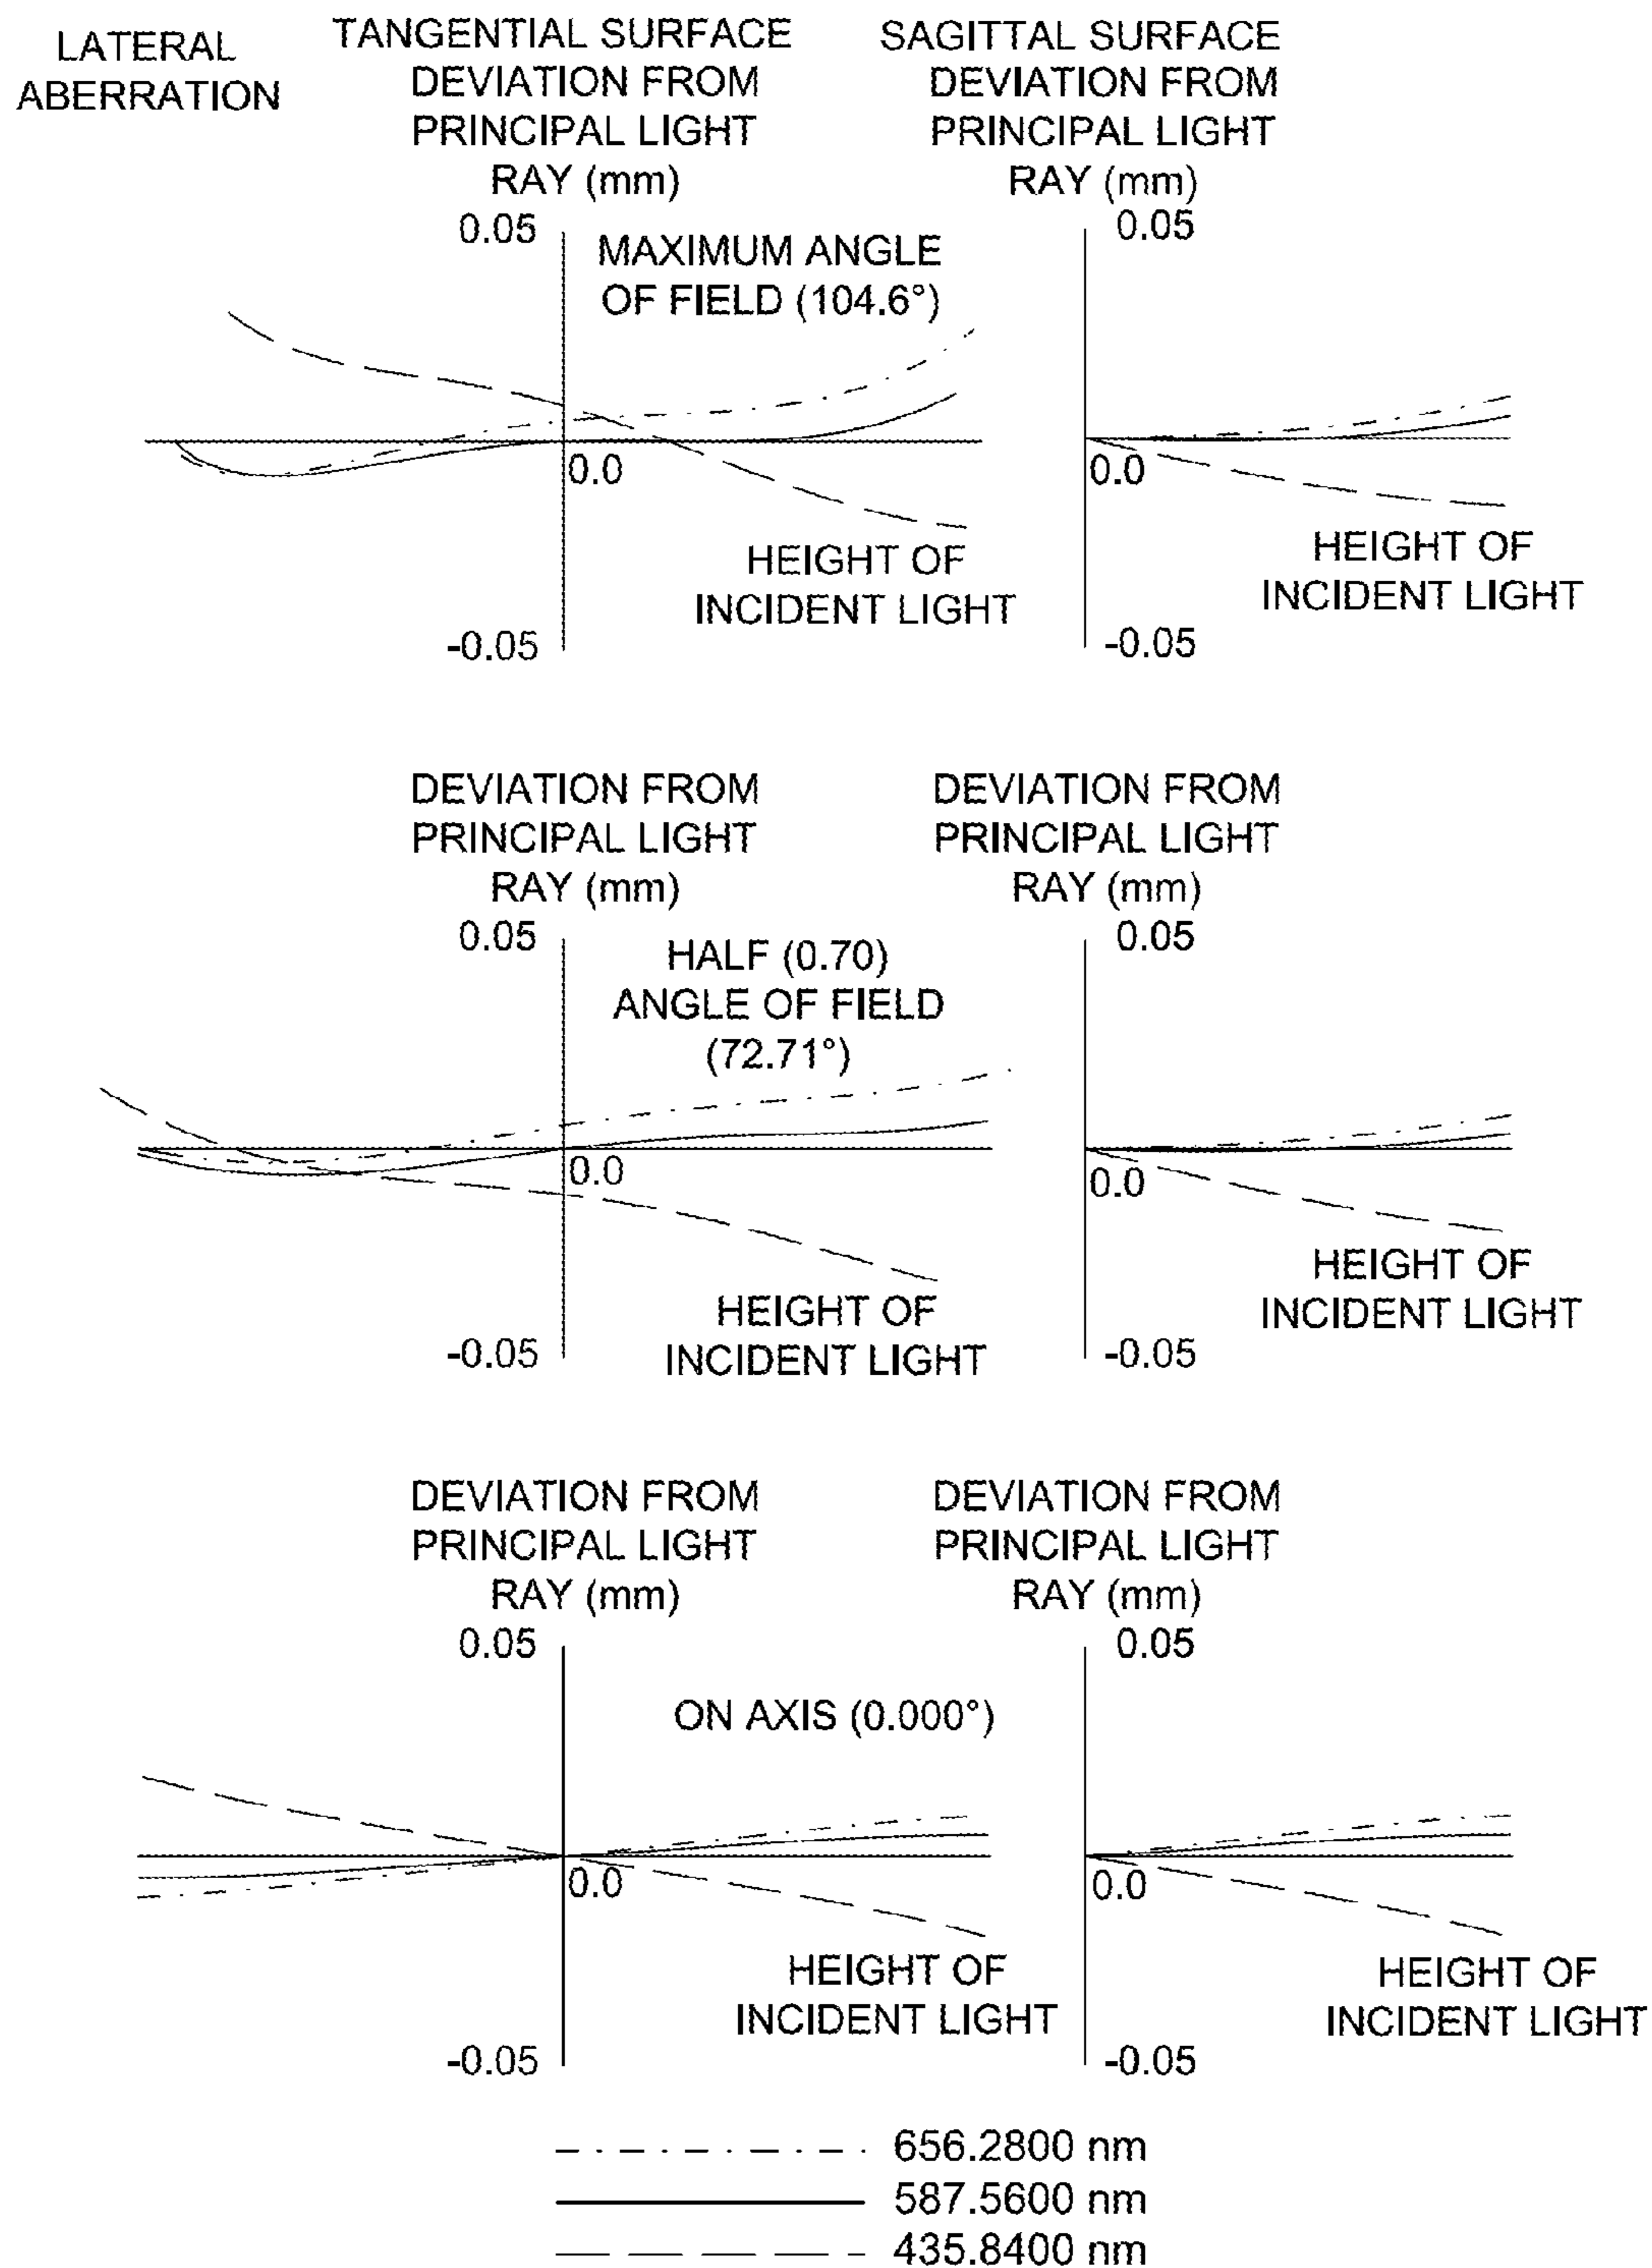 LATERAL
ABERRATION
TANGENTIAL SURFACE
DEVIATION FROM
PRINCIPAL LIGHT
RAY (mm)
SAGITTAL SURFACE
DEVIATION FROM
PRINCIPAL LIGHT
RAY (mm)
0.05
MAXIMUM ANGLE
OF FIELD (104.6°)
0.0
HEIGHT OF
INCIDENT LIGHT
-0.05
0.05
0.0
HEIGHT OF
INCIDENT LIGHT
-0.05
DEVIATION FROM
PRINCIPAL LIGHT
RAY (mm)
DEVIATION FROM
PRINCIPAL LIGHT
RAY (mm)
0.05
HALF (0.70)
ANGLE OF FIELD
(72.71°)
0.0
HEIGHT OF
INCIDENT LIGHT
-0.05
0.05
0.0
HEIGHT OF
INCIDENT LIGHT
-0.05
DEVIATION FROM
PRINCIPAL LIGHT
RAY (mm)
DEVIATION FROM
PRINCIPAL LIGHT
RAY (mm)
0.05
ON AXIS (0.000°)
0.0
HEIGHT OF
INCIDENT LIGHT
-0.05
0.05
0.0
HEIGHT OF
INCIDENT LIGHT
-0.05
656.2800 nm
587.5600 nm
435.8400 nm